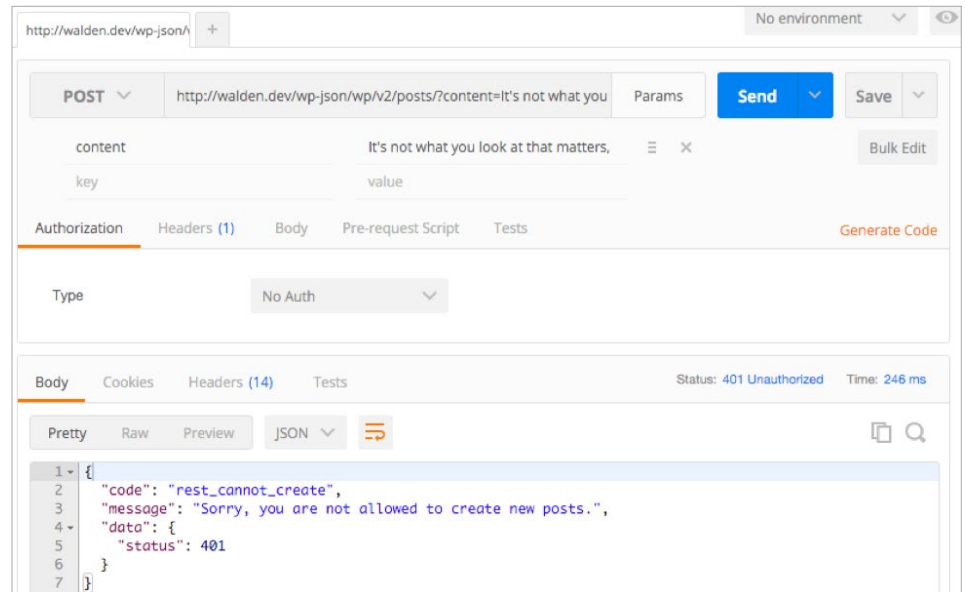 No environment
http://walden.dev/wp-json/v +
POST http://walden.dev/wp-json/wp/v2/posts/?content=It's not what you Params Send Save
content It's not what you look at that matters, Bulk Edit
key value
Authorization Headers (1) Body Pre-request Script Tests Generate Code
Type No Auth
Body Cookies Headers (14) Tests Status: 401 Unauthorized Time: 246 ms
Pretty Raw Preview JSON
1 {
2 "code": "rest_cannot_create",
3 "message": "Sorry, you are not allowed to create new posts.",
4 "data": {
5 "status": 401
6 }
7 }